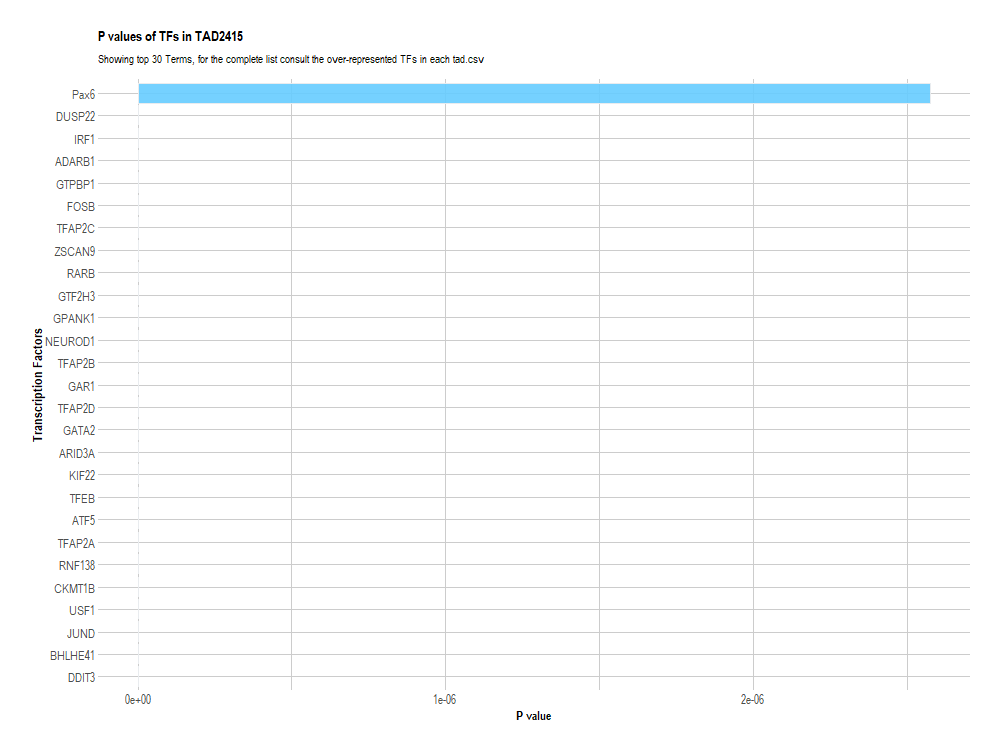 P values of TFs in TAD2415
Showing top 30 Terms, for the complete list consult the over-represented TFs in each tad.csv
Transcription Factors
Pax6
DUSP22
IRF1
ADARB1
GTPBP1
FOSB
TFAP2C
ZSCAN9
RARB
GTF2H3
GPANK1
NEUROD1
TFAP2B
GAR1
TFAP2D
GATA2
ARID3A
KIF22
TFEB
ATF5
TFAP2A
RNF138
CKMT1B
USF1
JUND
BHLHE41
DDIT3
0e+00 1e-06 2e-06
P value